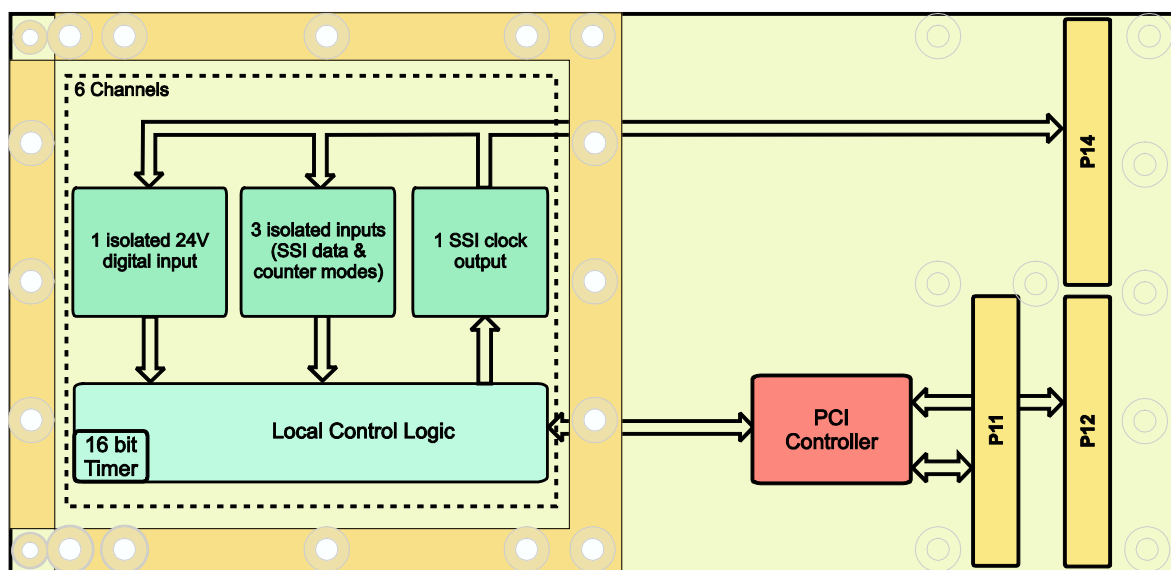 6 Channels
1 isolated 24V
digital input
3 isolated inputs
(SSI data &
counter modes)
1 SSI clock
output
P14
Local Control Logic
16 bit
Timer
PCI
Controller
P11
P12